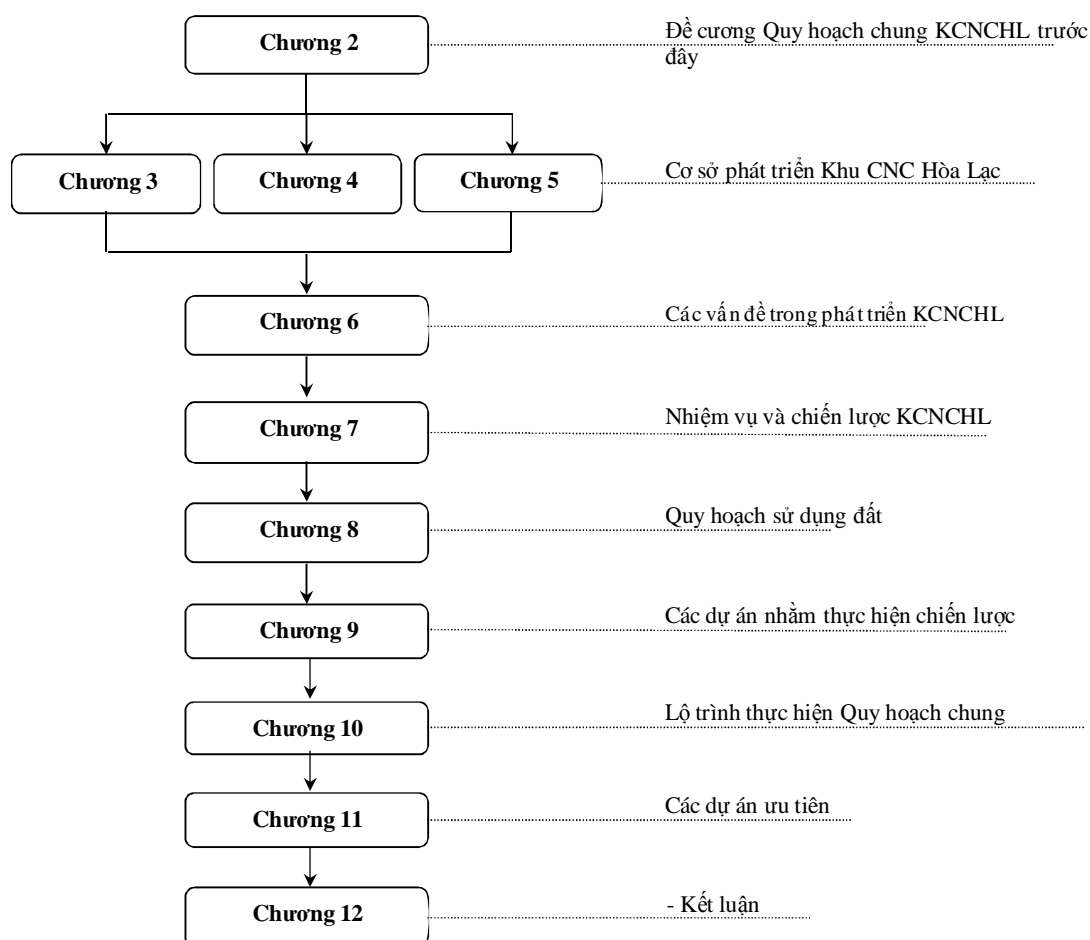 Chương 2
Đề cương Quy hoạch chung KCNCHL trước
đây
Chương 3
Chương 4
Chương 5
Cơ sở phát triển Khu CNC Hòa Lạc
Chương 6
Các vấn đề trong phát triển KCNCHL
Chương 7
Nhiệm vụ và chiến lược KCNCHL
Chương 8
Quy hoạch sử dụng đất
Chương 9
Các dự án nhằm thực hiện chiến lược
Chương 10
Lộ trình thực hiện Quy hoạch chung
Chương 11
Các dự án ưu tiên
Chương 12
- Kết luận